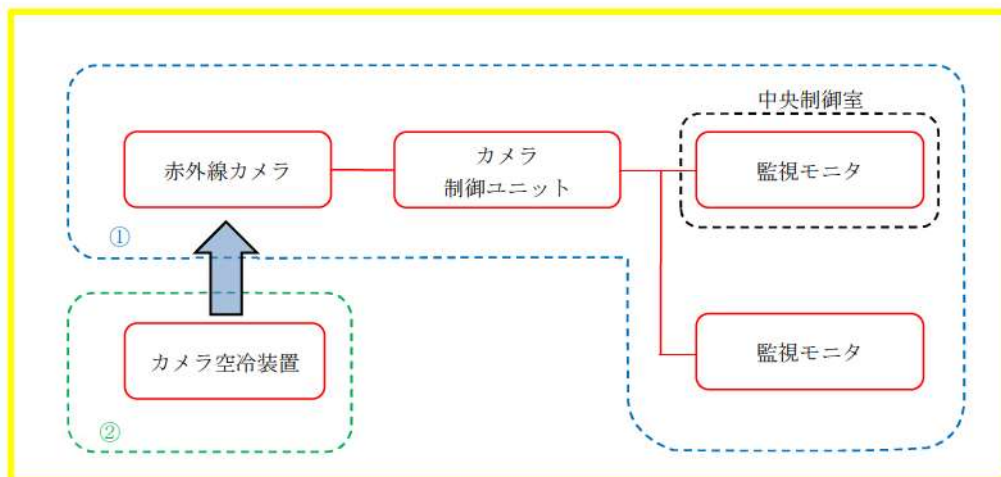 中央制御室
赤外線カメラ
カメラ
制御ユニット
監視モニタ
①
カメラ空冷装置
監視モニタ
②